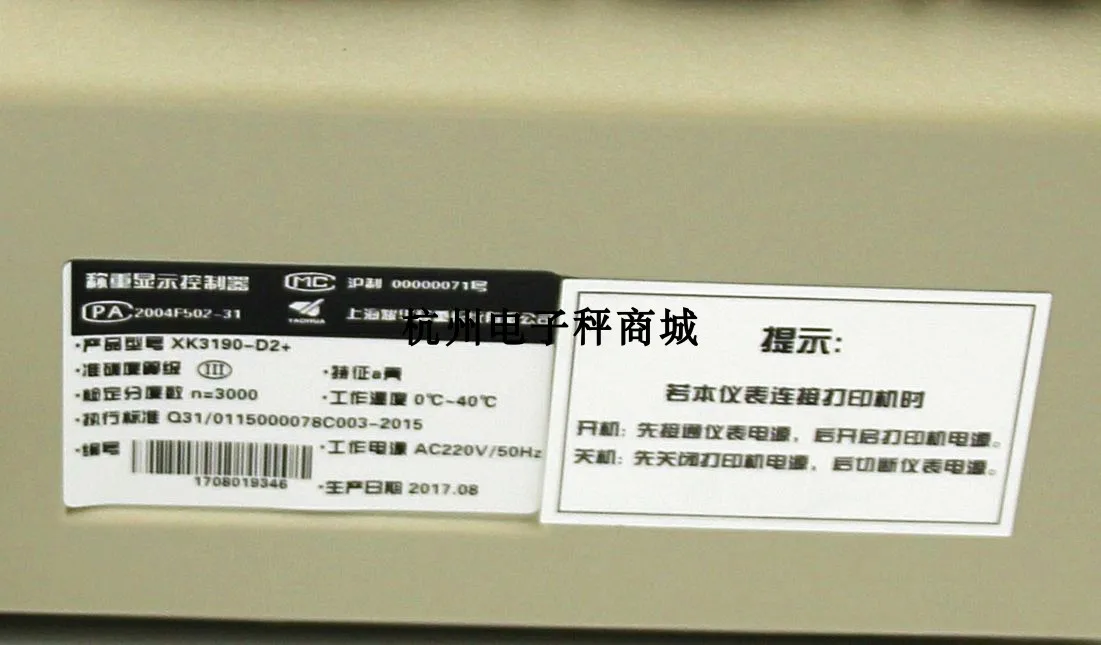 称重显示控制器 MC 沪制 00000071号
PA 2004F502-31 YAOHUA 上海耀华 公司
杭州电子秤商城
·产品型号 XK3190-D2+
·准确度等级 III
·特征a类
·检定分度数 n=3000
·工作温度 0℃~40℃
·执行标准 Q31/0115000078C003-2015
·编号
1708019346
·工作电源 AC220V/50Hz
·生产日期 2017.08
提示:
若本仪表连接打印机时
开机: 先接通仪表电源, 后开启打印机电源。
关机: 先关闭打印机电源, 后切断仪表电源。